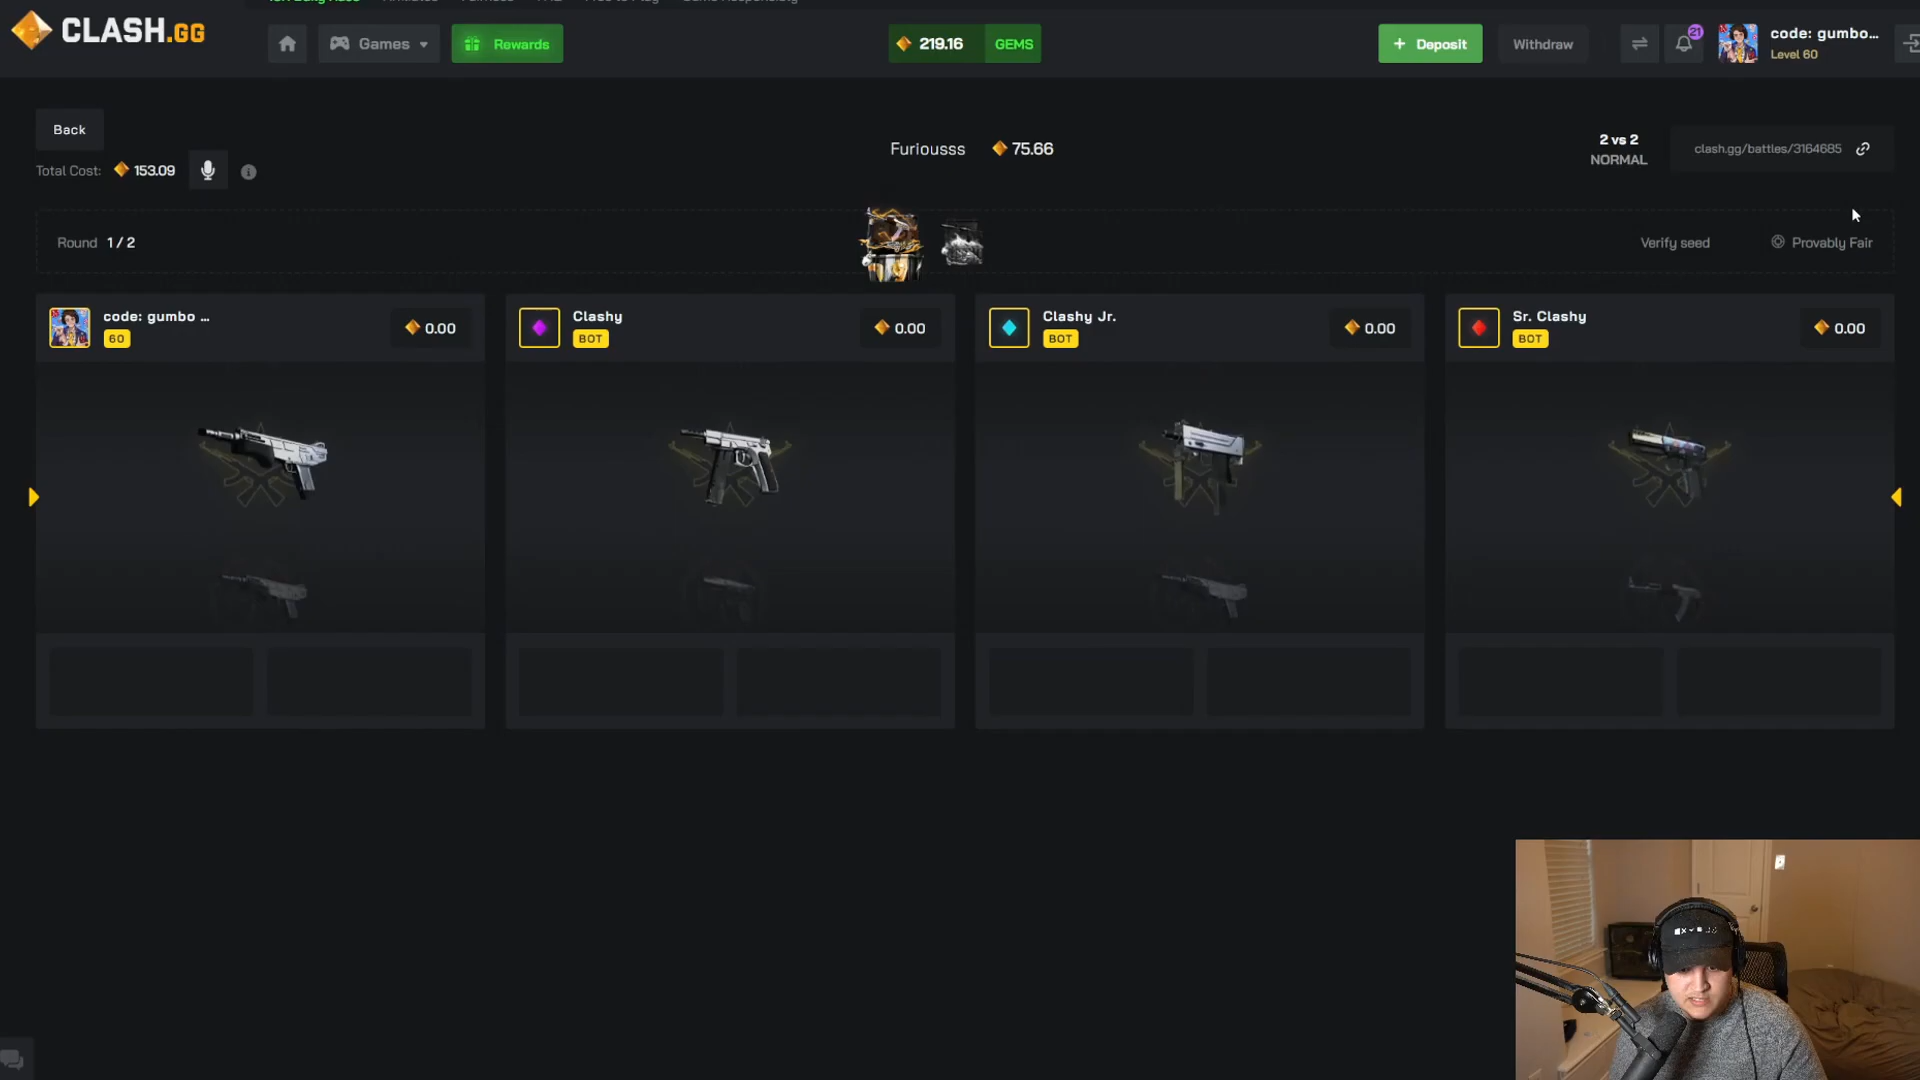 CLASH.GG
Games
Rewards
219.16 GEMS
+ Deposit
Withdraw
21
code: gumbo...
Level 60
Back
Total Cost: 153.09
Furiousss 75.66
2 vs 2
NORMAL
clash.gg/battles/3164685
Round 1 / 2
Verify seed
Provably Fair
code: gumbo ...
60
0.00
Clashy
BOT
0.00
Clashy Jr.
BOT
0.00
Sr. Clashy
BOT
0.00